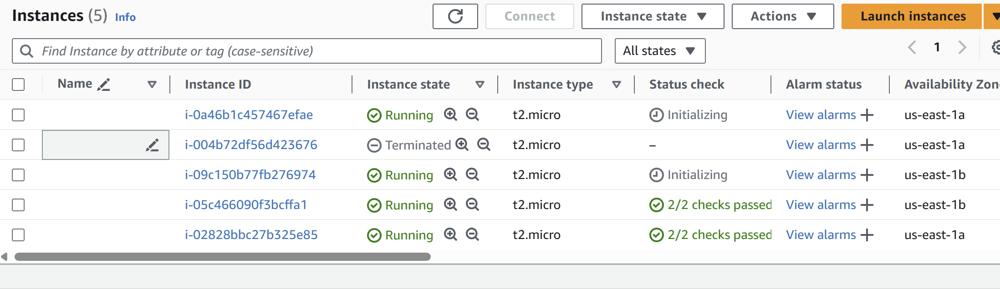 Instances (5) Info Connect Instance state Actions Launch instances
Find Instance by attribute or tag (case-sensitive) All states 1
Name Instance ID Instance state Instance type Status check Alarm status Availability Zon
i-0a46b1c457467efae Running t2.micro Initializing View alarms + us-east-1a
i-004b72df56d423676 Terminated t2.micro – View alarms + us-east-1a
i-09c150b77fb276974 Running t2.micro Initializing View alarms + us-east-1b
i-05c466090f3bcffa1 Running t2.micro 2/2 checks passed View alarms + us-east-1b
i-02828bbc27b325e85 Running t2.micro 2/2 checks passed View alarms + us-east-1a